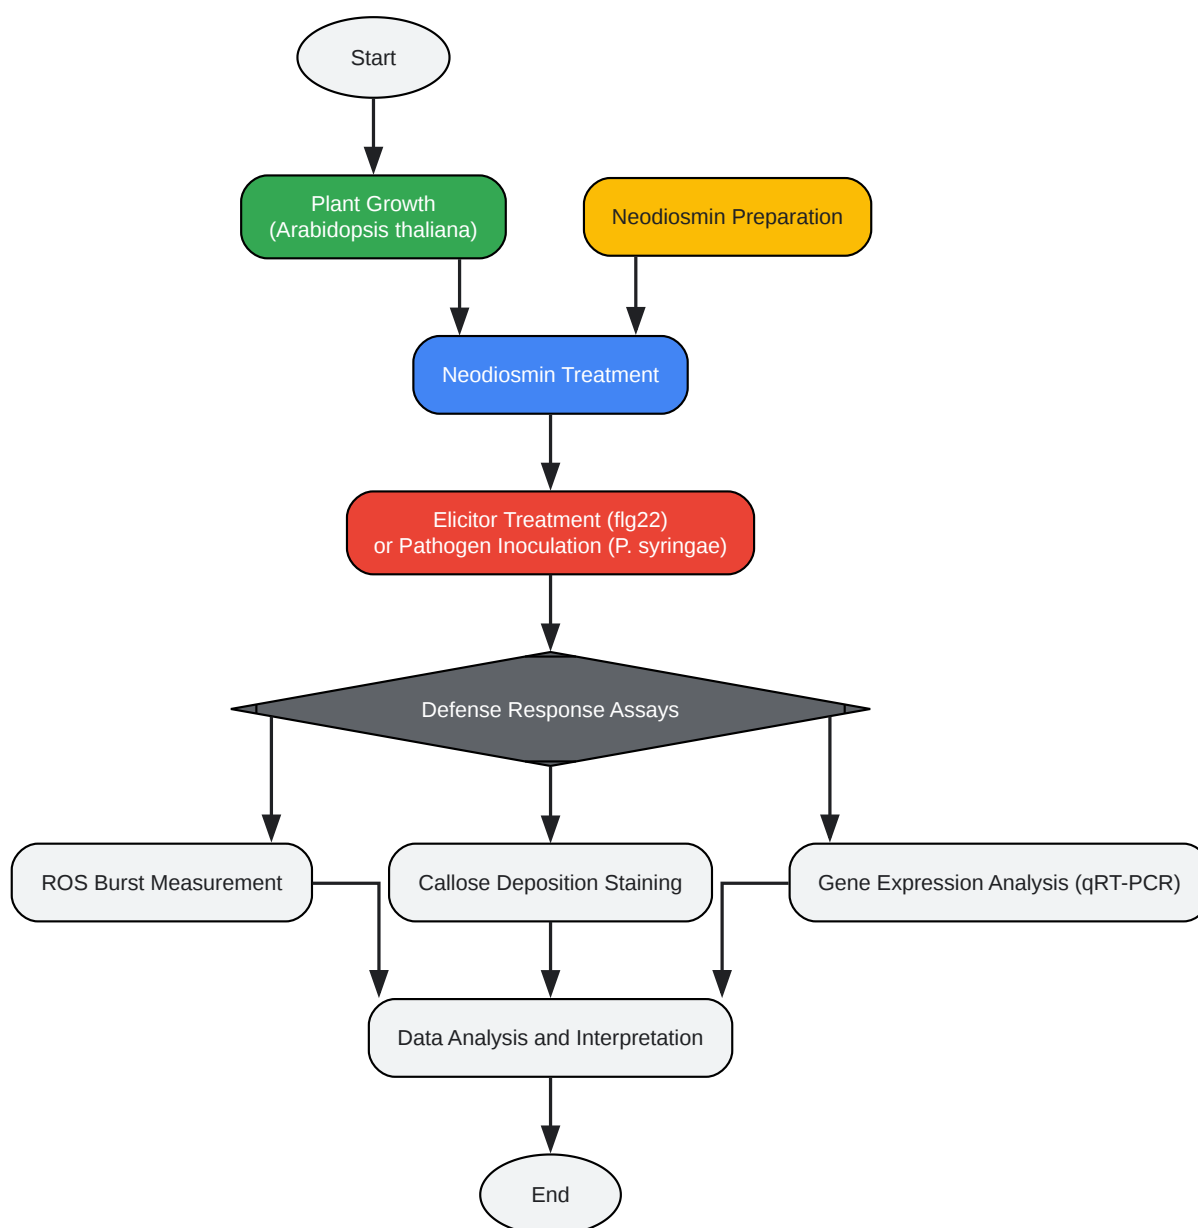 Start
Plant Growth
(Arabidopsis thaliana)
Neodiosmin Preparation
Neodiosmin Treatment
Elicitor Treatment (flg22)
or Pathogen Inoculation (P. syringae)
Defense Response Assays
ROS Burst Measurement
Callose Deposition Staining
Gene Expression Analysis (qRT-PCR)
Data Analysis and Interpretation
End